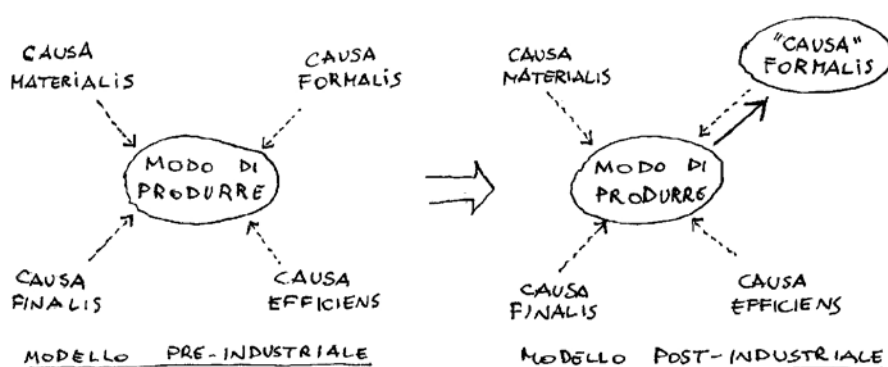 CAUSA
MATERIALIS
CAUSA
FORMALIS
MODO DI
PRODURRE
CAUSA
FINALIS
CAUSA
EFFICIENS
MODELLO PRE-INDUSTRIALE
CAUSA
MATERIALIS
"CAUSA"
FORMALIS
MODO DI
PRODURRE
CAUSA
FINALIS
CAUSA
EFFICIENS
MODELLO POST-INDUSTRIALE